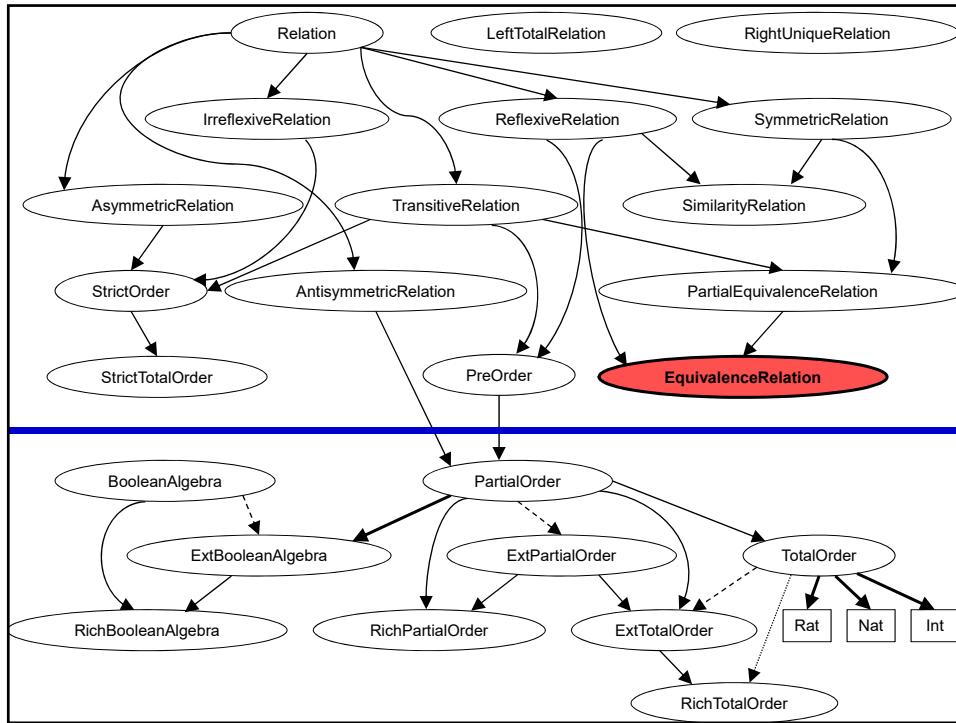 Relation
LeftTotalRelation
RightUniqueRelation
IrreflexiveRelation
ReflexiveRelation
SymmetricRelation
AsymmetricRelation
TransitiveRelation
SimilarityRelation
StrictOrder
AntisymmetricRelation
PartialEquivalenceRelation
StrictTotalOrder
PreOrder
EquivalenceRelation
BooleanAlgebra
PartialOrder
ExtBooleanAlgebra
ExtPartialOrder
TotalOrder
RichBooleanAlgebra
RichPartialOrder
ExtTotalOrder
Rat
Nat
Int
RichTotalOrder